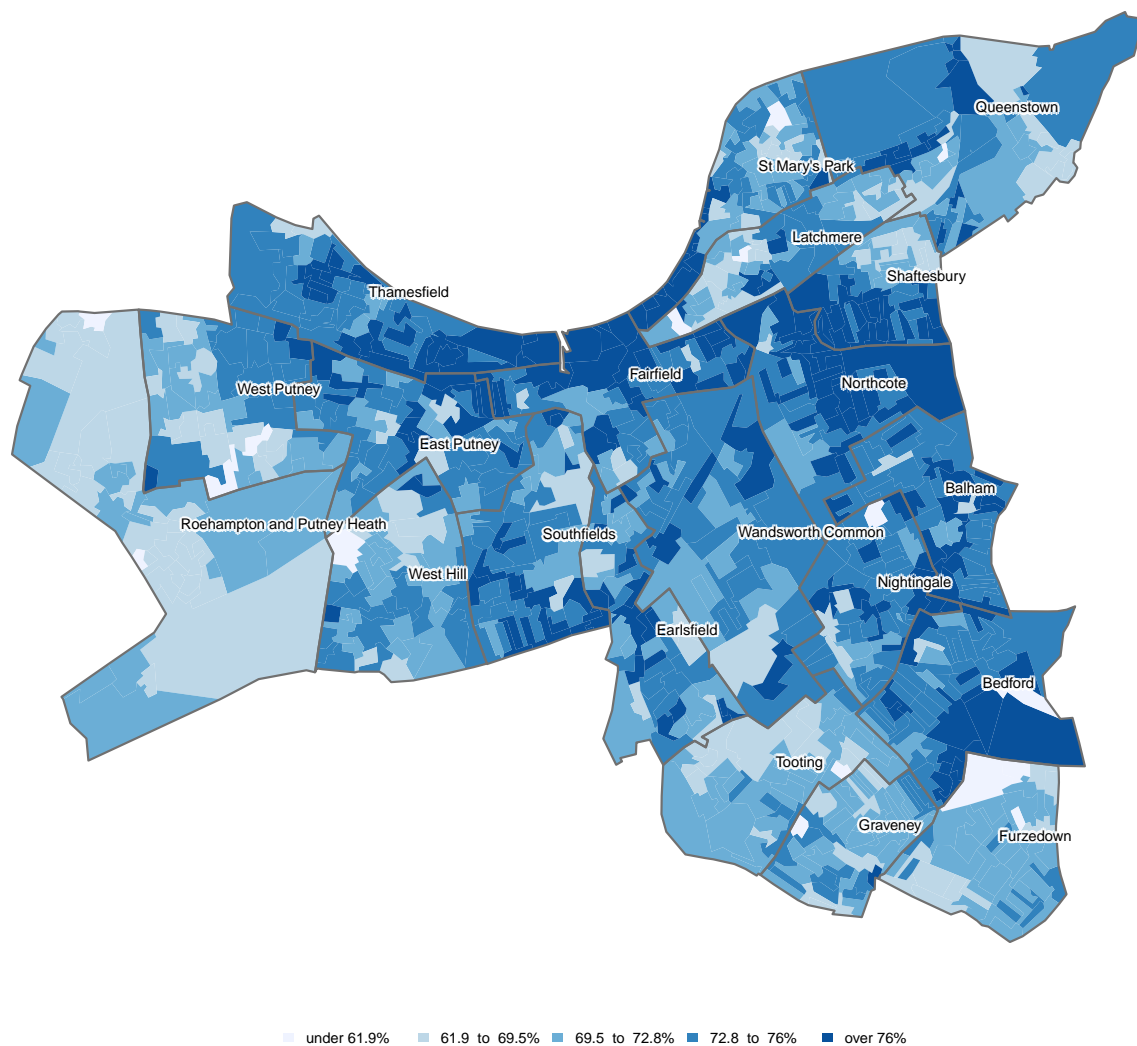 Queenstown
St Mary's Park
Latchmere
Shaftesbury
Thamesfield
Fairfield
Northcote
West Putney
East Putney
Balham
Roehampton and Putney Heath
Southfields
Wandsworth Common
West Hill
Nightingale
Earlsfield
Bedford
Tooting
Graveney
Furzedown
under 61.9% 61.9 to 69.5% 69.5 to 72.8% 72.8 to 76% over 76%